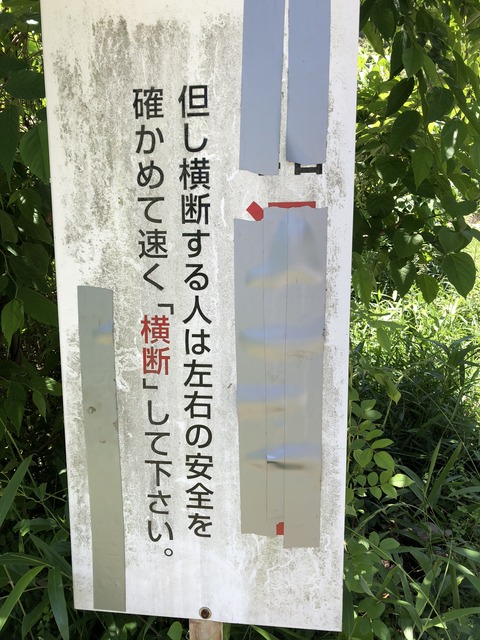 但し横断する人は左右の安全を
確かめて速く「横断」して下さい。